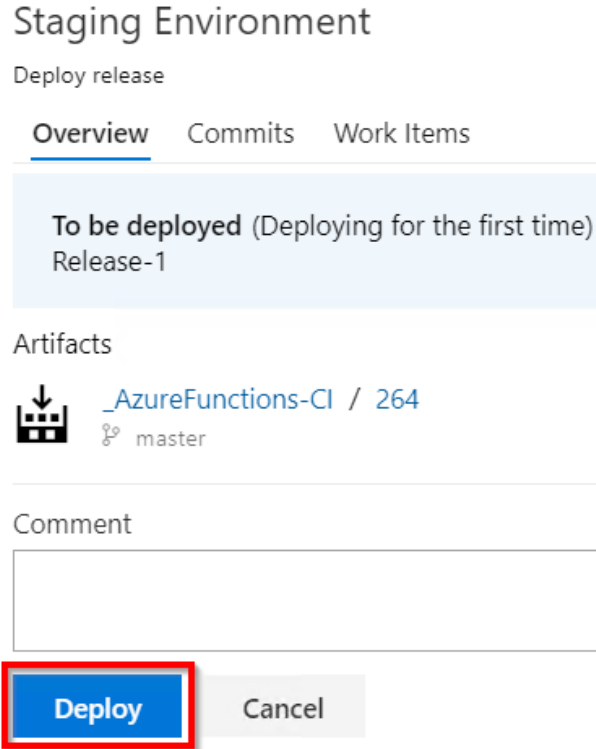 Staging Environment
Deploy release
Overview Commits Work Items
To be deployed (Deploying for the first time)
Release-1
Artifacts
_AzureFunctions-CI / 264
master
Comment
Deploy Cancel